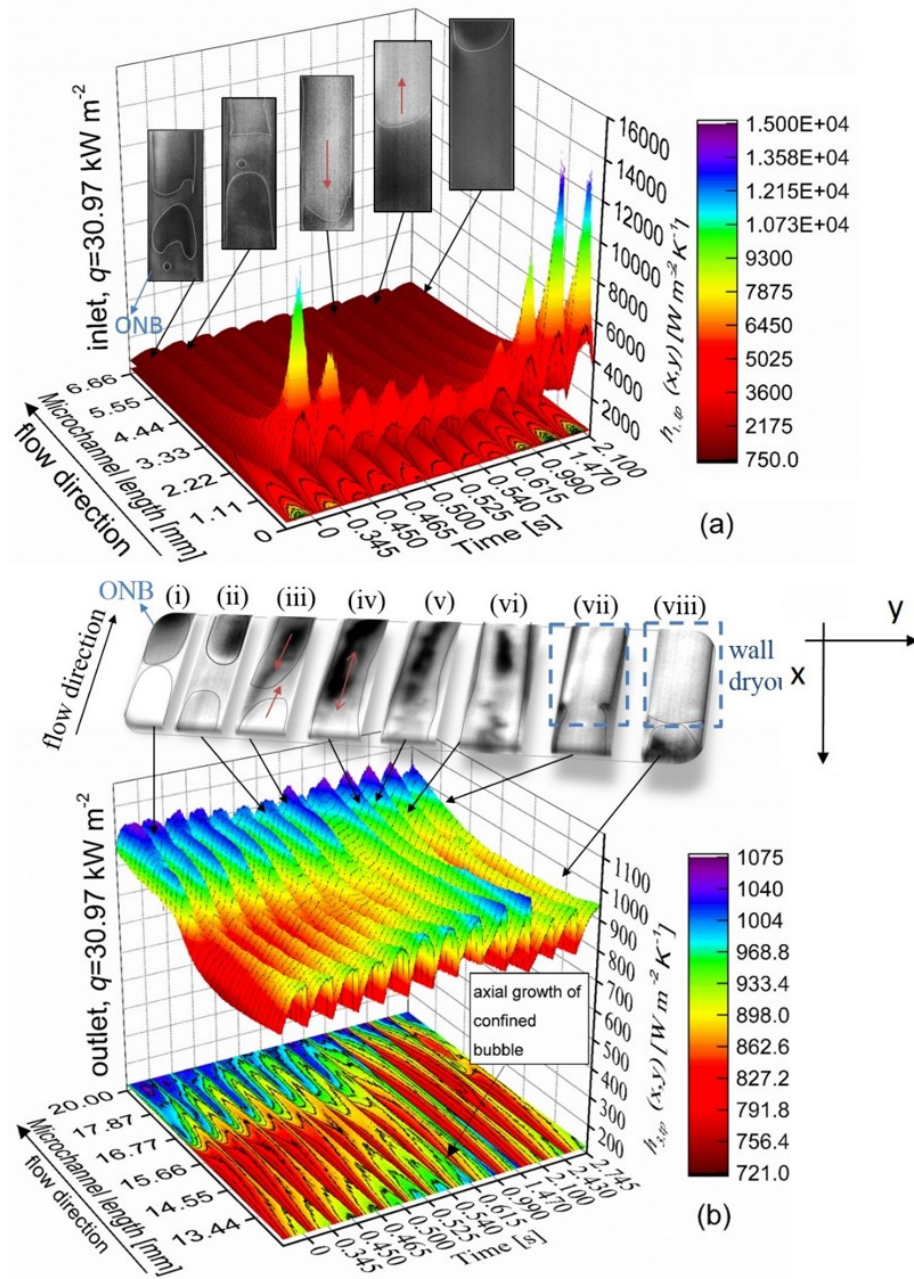 inlet, q=30.97 kW m⁻²
ONB
16000
14000
12000
10000
8000
6000
4000
2000
h₁,tp (x,y) [W m⁻² K⁻¹]
1.500E+04
1.358E+04
1.215E+04
1.073E+04
9300
7875
6450
5025
3600
2175
750.0
6.66
5.55
4.44
3.33
2.22
1.11
0
Microchannel length [mm]
flow direction
0
0.345
0.450
0.465
0.500
0.525
0.540
0.615
0.990
1.470
2.100
Time [s]
(a)
ONB
(i)
(ii)
(iii)
(iv)
(v)
(vi)
(vii)
(viii)
flow direction
wall
dryou
y
x
outlet, q=30.97 kW m⁻²
1100
1000
900
800
700
600
500
400
300
200
h₃,tp (x,y) [W m⁻² K⁻¹]
axial growth of
confined
bubble
1075
1040
1004
968.8
933.4
898.0
862.6
827.2
791.8
756.4
721.0
20.00
17.87
16.77
15.66
14.55
13.44
Microchannel length [mm]
flow direction
0
0.345
0.450
0.465
0.500
0.525
0.540
0.615
0.990
1.470
2.100
2.430
2.745
Time [s]
(b)